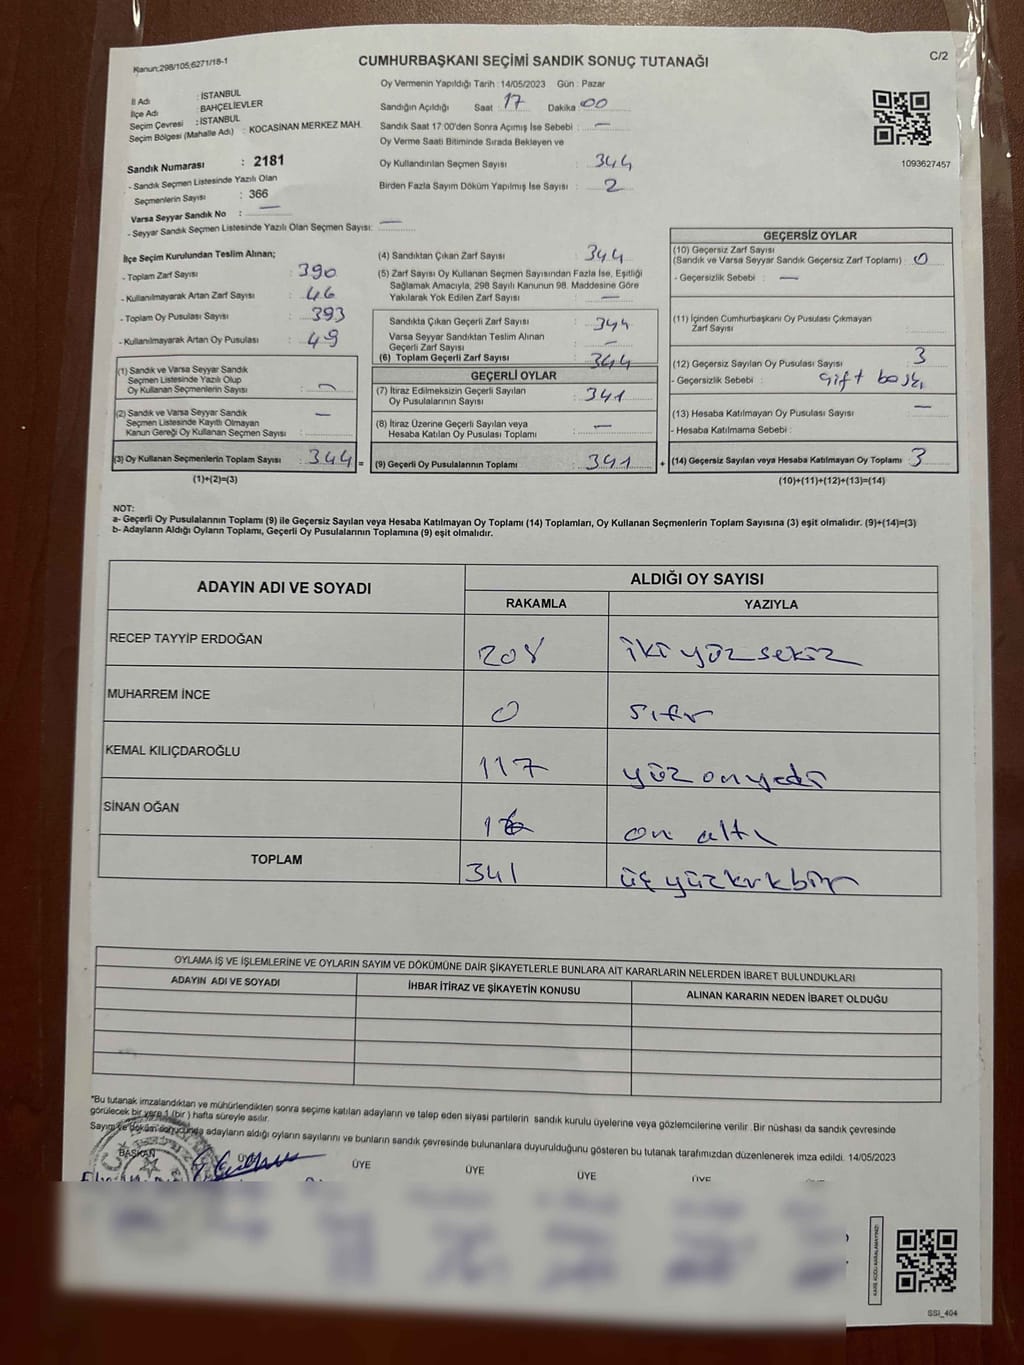 Kanun:298/105;6271/18-1
CUMHURBAŞKANI SEÇİMİ SANDIK SONUÇ TUTANAĞI
C/2
İl Adı : İSTANBUL
İlçe Adı : BAHÇELİEVLER
Seçim Çevresi : İSTANBUL
Seçim Bölgesi (Mahalle Adı) : KOCASİNAN MERKEZ MAH.
Sandık Numarası : 2181
- Sandık Seçmen Listesinde Yazılı Olan
Seçmenlerin Sayısı : 366
Varsa Seyyar Sandık No : —
- Seyyar Sandık Seçmen Listesinde Yazılı Olan Seçmen Sayısı: —
Oy Vermenin Yapıldığı Tarih : 14/05/2023 Gün : Pazar
Sandığın Açıldığı Saat : 17 Dakika : 00
Sandık Saat 17:00'den Sonra Açımış İse Sebebi : —
Oy Verme Saati Bitiminde Sırada Bekleyen ve
Oy Kullandırılan Seçmen Sayısı : 344
Birden Fazla Sayım Döküm Yapılmış İse Sayısı : 2
1093627457
İlçe Seçim Kurulundan Teslim Alınan;
- Toplam Zarf Sayısı : 390
- Kullanılmayarak Artan Zarf Sayısı : 46
- Toplam Oy Pusulası Sayısı : 393
- Kullanılmayarak Artan Oy Pusulası : 49
(1) Sandık ve Varsa Seyyar Sandık
Seçmen Listesinde Yazılı Olup
Oy Kullanan Seçmenlerin Sayısı :
(2) Sandık ve Varsa Seyyar Sandık
Seçmen Listesinde Kayıtlı Olmayan
Kanun Gereği Oy Kullanan Seçmen Sayısı : —
(3) Oy Kullanan Seçmenlerin Toplam Sayısı : 344 =
(1)+(2)=(3)
(4) Sandıktan Çıkan Zarf Sayısı : 344
(5) Zarf Sayısı Oy Kullanan Seçmen Sayısından Fazla İse, Eşitliği
Sağlamak Amacıyla, 298 Sayılı Kanunun 98. Maddesine Göre
Yakılarak Yok Edilen Zarf Sayısı : —
Sandıkta Çıkan Geçerli Zarf Sayısı : 344
Varsa Seyyar Sandıktan Teslim Alınan
Geçerli Zarf Sayısı : —
(6) Toplam Geçerli Zarf Sayısı : 344
GEÇERLİ OYLAR
(7) İtiraz Edilmeksizin Geçerli Sayılan
Oy Pusulalarının Sayısı : 341
(8) İtiraz Üzerine Geçerli Sayılan veya
Hesaba Katılan Oy Pusulası Toplamı : —
(9) Geçerli Oy Pusulalarının Toplamı : 341 +
GEÇERSİZ OYLAR
(10) Geçersiz Zarf Sayısı
(Sandık ve Varsa Seyyar Sandık Geçersiz Zarf Toplamı) : 0
- Geçersizlik Sebebi : —
(11) İçinden Cumhurbaşkanı Oy Pusulası Çıkmayan
Zarf Sayısı :
(12) Geçersiz Sayılan Oy Pusulası Sayısı : 3
- Geçersizlik Sebebi : Çift baskı
(13) Hesaba Katılmayan Oy Pusulası Sayısı : —
- Hesaba Katılmama Sebebi :
(14) Geçersiz Sayılan veya Hesaba Katılmayan Oy Toplamı : 3
(10)+(11)+(12)+(13)=(14)
NOT:
a- Geçerli Oy Pusulalarının Toplamı (9) ile Geçersiz Sayılan veya Hesaba Katılmayan Oy Toplamı (14) Toplamları, Oy Kullanan Seçmenlerin Toplam Sayısına (3) eşit olmalıdır. (9)+(14)=(3)
b- Adayların Aldığı Oyların Toplamı, Geçerli Oy Pusulalarının Toplamına (9) eşit olmalıdır.
ADAYIN ADI VE SOYADI ALDIĞI OY SAYISI
RAKAMLA YAZIYLA
RECEP TAYYİP ERDOĞAN 208 iki yüz sekiz
MUHARREM İNCE 0 sıfır
KEMAL KILIÇDAROĞLU 117 yüz onyedi
SİNAN OĞAN 16 on altı
TOPLAM 341 üç yüz kırk bir
OYLAMA İŞ VE İŞLEMLERİNE VE OYLARIN SAYIM VE DÖKÜMÜNE DAİR ŞİKAYETLERLE BUNLARA AİT KARARLARIN NELERDEN İBARET BULUNDUKLARI
ADAYIN ADI VE SOYADI İHBAR İTİRAZ VE ŞİKAYETİN KONUSU ALINAN KARARIN NEDEN İBARET OLDUĞU
*Bu tutanak imzalandıktan ve mühürlendikten sonra seçime katılan adayların ve talep eden siyasi partilerin sandık kurulu üyelerine veya gözlemcilerine verilir .Bir nüshası da sandık çevresinde
görülecek bir yere 1 (bir ) hafta süreyle asılır.
Sayım ve döküm sonucunda adayların aldığı oyların sayılarını ve bunların sandık çevresinde bulunanlara duyurulduğunu gösteren bu tutanak tarafımızdan düzenlenerek imza edildi. 14/05/2023
BAŞKAN ÜYE ÜYE ÜYE ÜYE ÜYE
SSİ_404